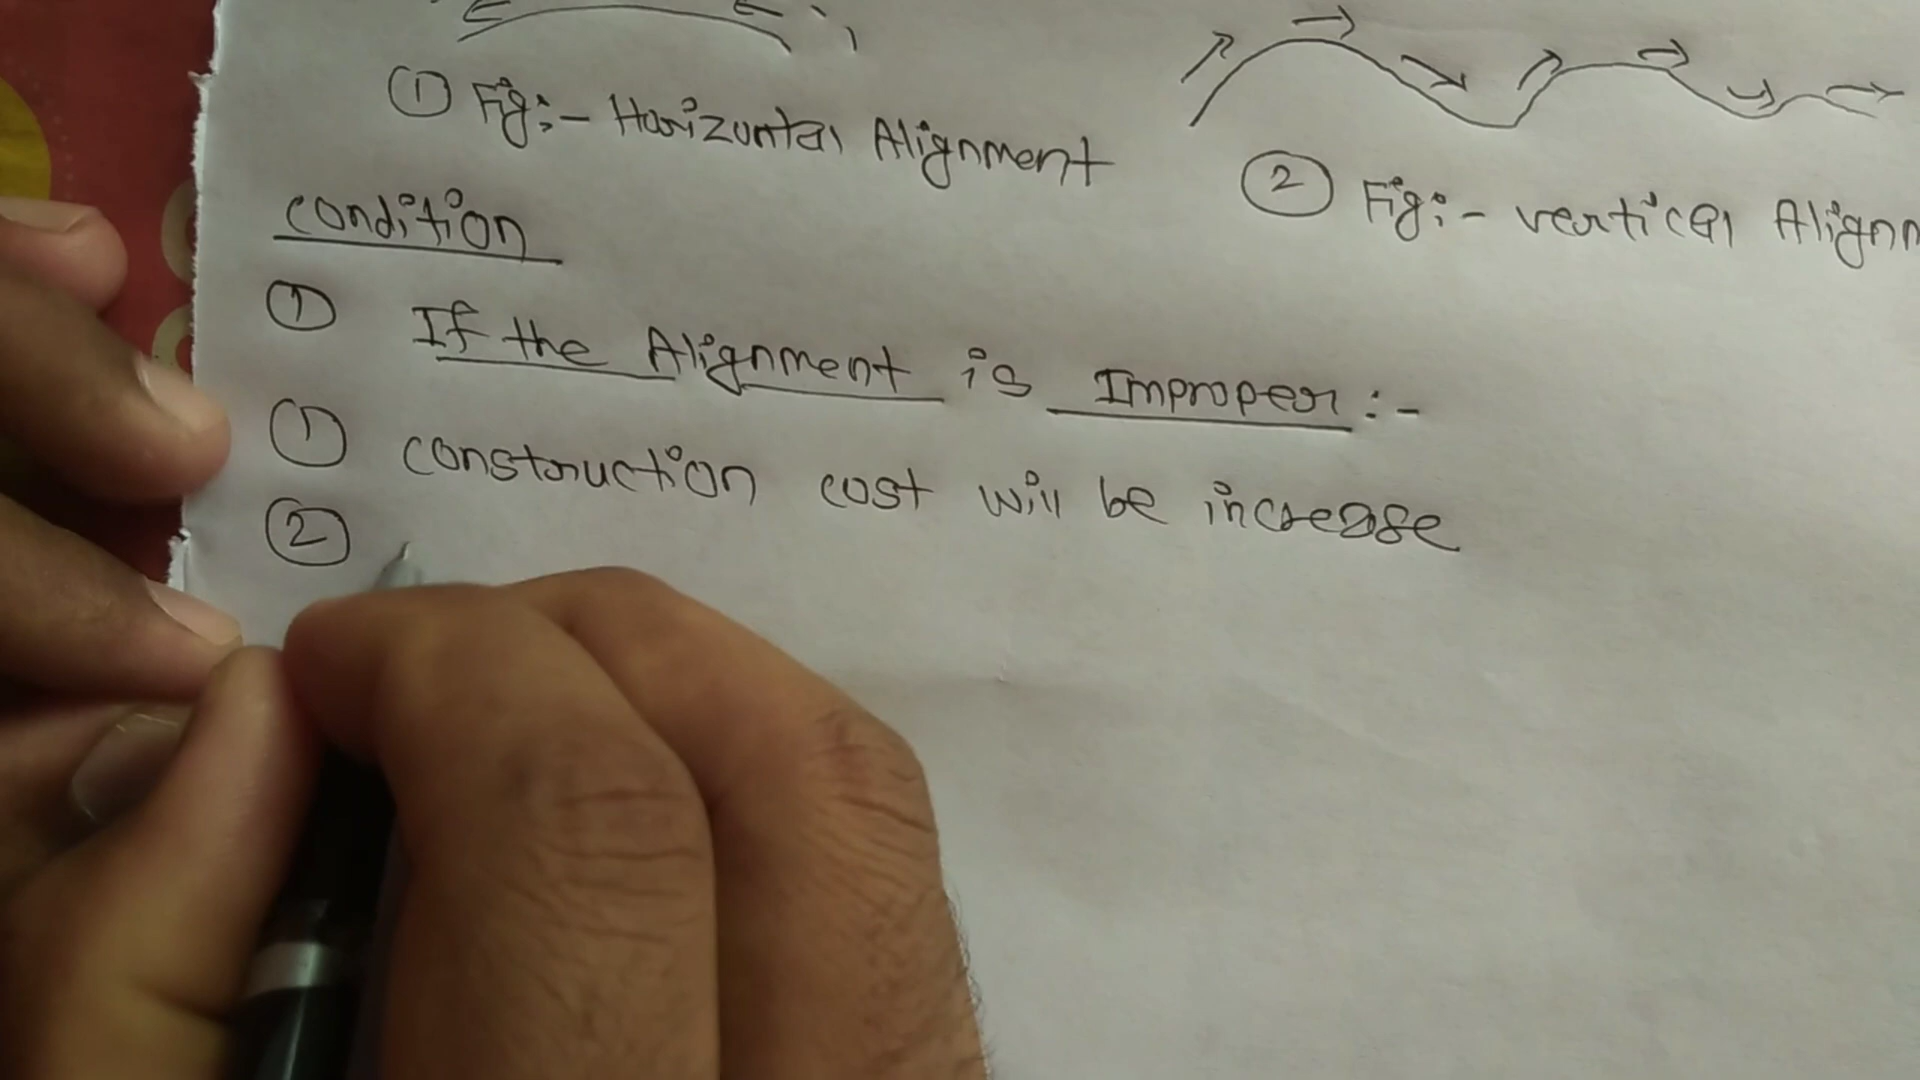 ① Fig:- Horizontal Alignment
② Fig:- vertical Alignm
condition
① If the Alignment is Improper:-
① construction cost will be increase
②